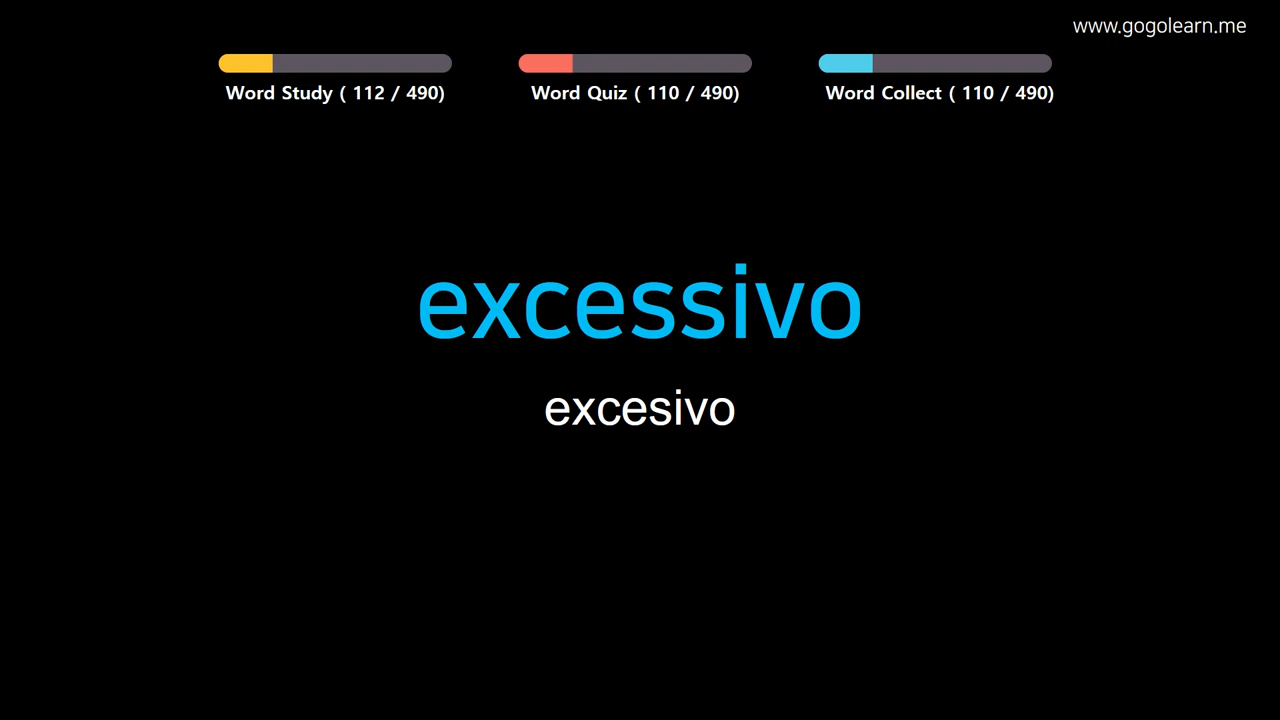 www.gogolearn.me
Word Study ( 112 / 490)
Word Quiz ( 110 / 490)
Word Collect ( 110 / 490)
excessivo
excesivo